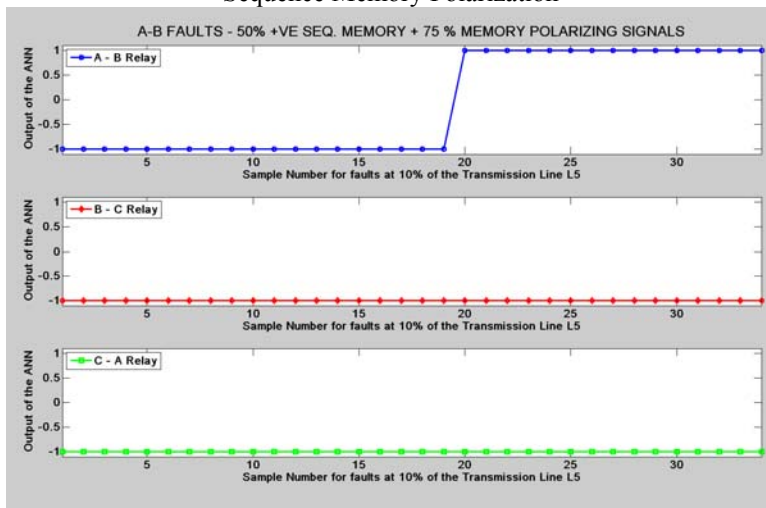 Sequence Memory Polarization
A-B FAULTS - 50% +VE SEQ. MEMORY + 75 % MEMORY POLARIZING SIGNALS
A - B Relay
Output of the ANN
1
0.5
0
-0.5
-1
5 10 15 20 25 30
Sample Number for faults at 10% of the Transmission Line L5
B - C Relay
Output of the ANN
1
0.5
0
-0.5
-1
5 10 15 20 25 30
Sample Number for faults at 10% of the Transmission Line L5
C - A Relay
Output of the ANN
1
0.5
0
-0.5
-1
5 10 15 20 25 30
Sample Number for faults at 10% of the Transmission Line L5